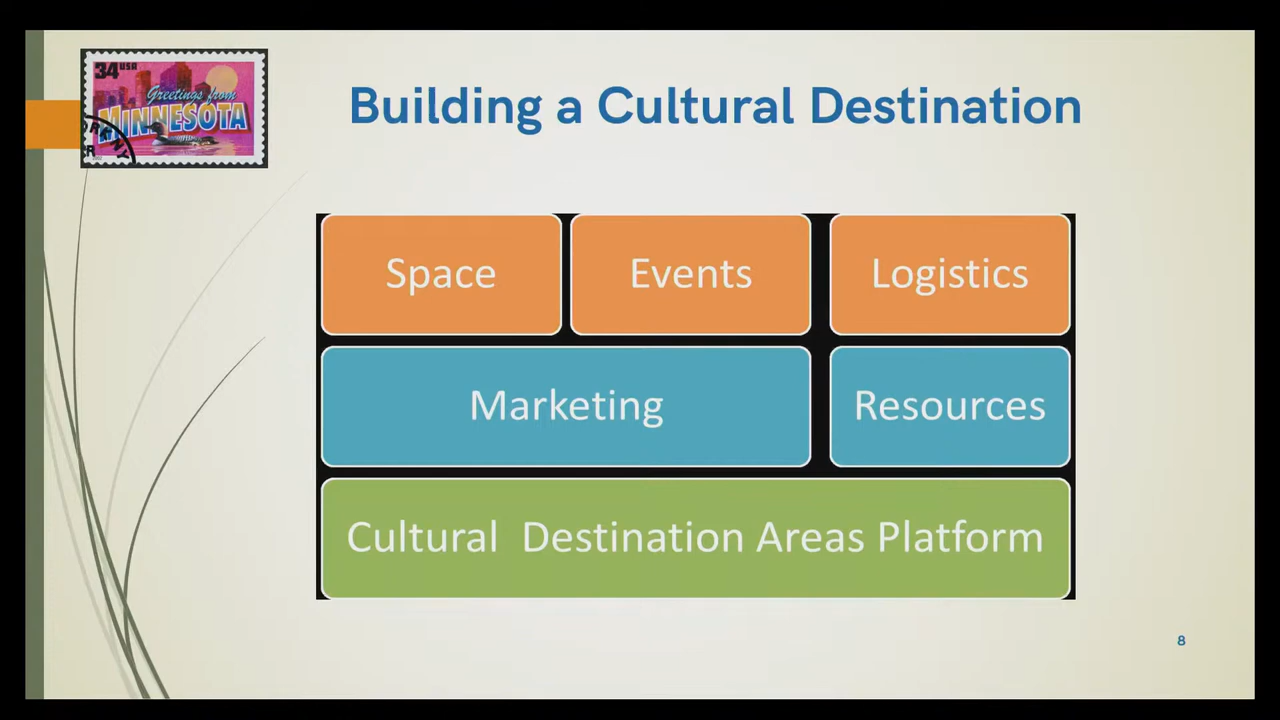 34 USA
Greetings from
MINNESOTA
Building a Cultural Destination
Space Events Logistics
Marketing Resources
Cultural Destination Areas Platform
8